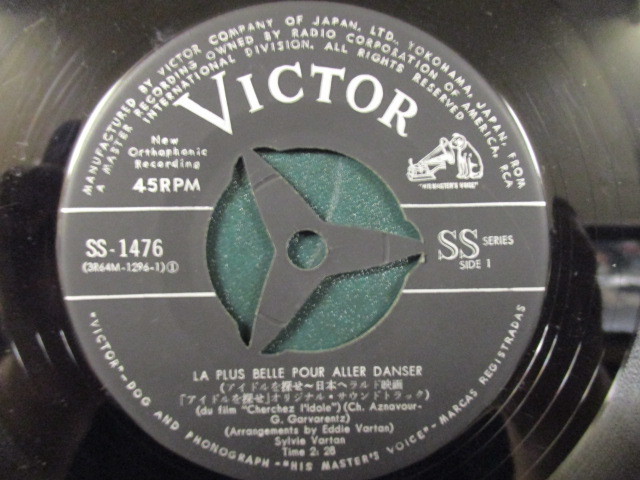 MANUFACTURED BY VICTOR COMPANY OF JAPAN, LTD., YOKOHAMA, JAPAN, FROM
A MASTER RECORDING OWNED BY RADIO CORPORATION OF AMERICA, RCA
INTERNATIONAL DIVISION. ALL RIGHTS RESERVED
VICTOR
New
Orthophonic
Recording
45RPM
"HIS MASTER'S VOICE"
SS-1476
(3R64M-1296-1)①
SS SERIES
SIDE 1
LA PLUS BELLE POUR ALLER DANSER
(アイドルを探せ～日本ヘラルド映画
「アイドルを探せ」オリジナル・サウンドトラック)
(du film "Cherchez l'idole") (Ch. Aznavour-
G. Garvarentz)
(Arrangements by Eddie Vartan)
Sylvie Vartan
Time 2: 28
"VICTOR"—DOG AND PHONOGRAPH—"HIS MASTER'S VOICE"—MARCAS REGISTRADAS